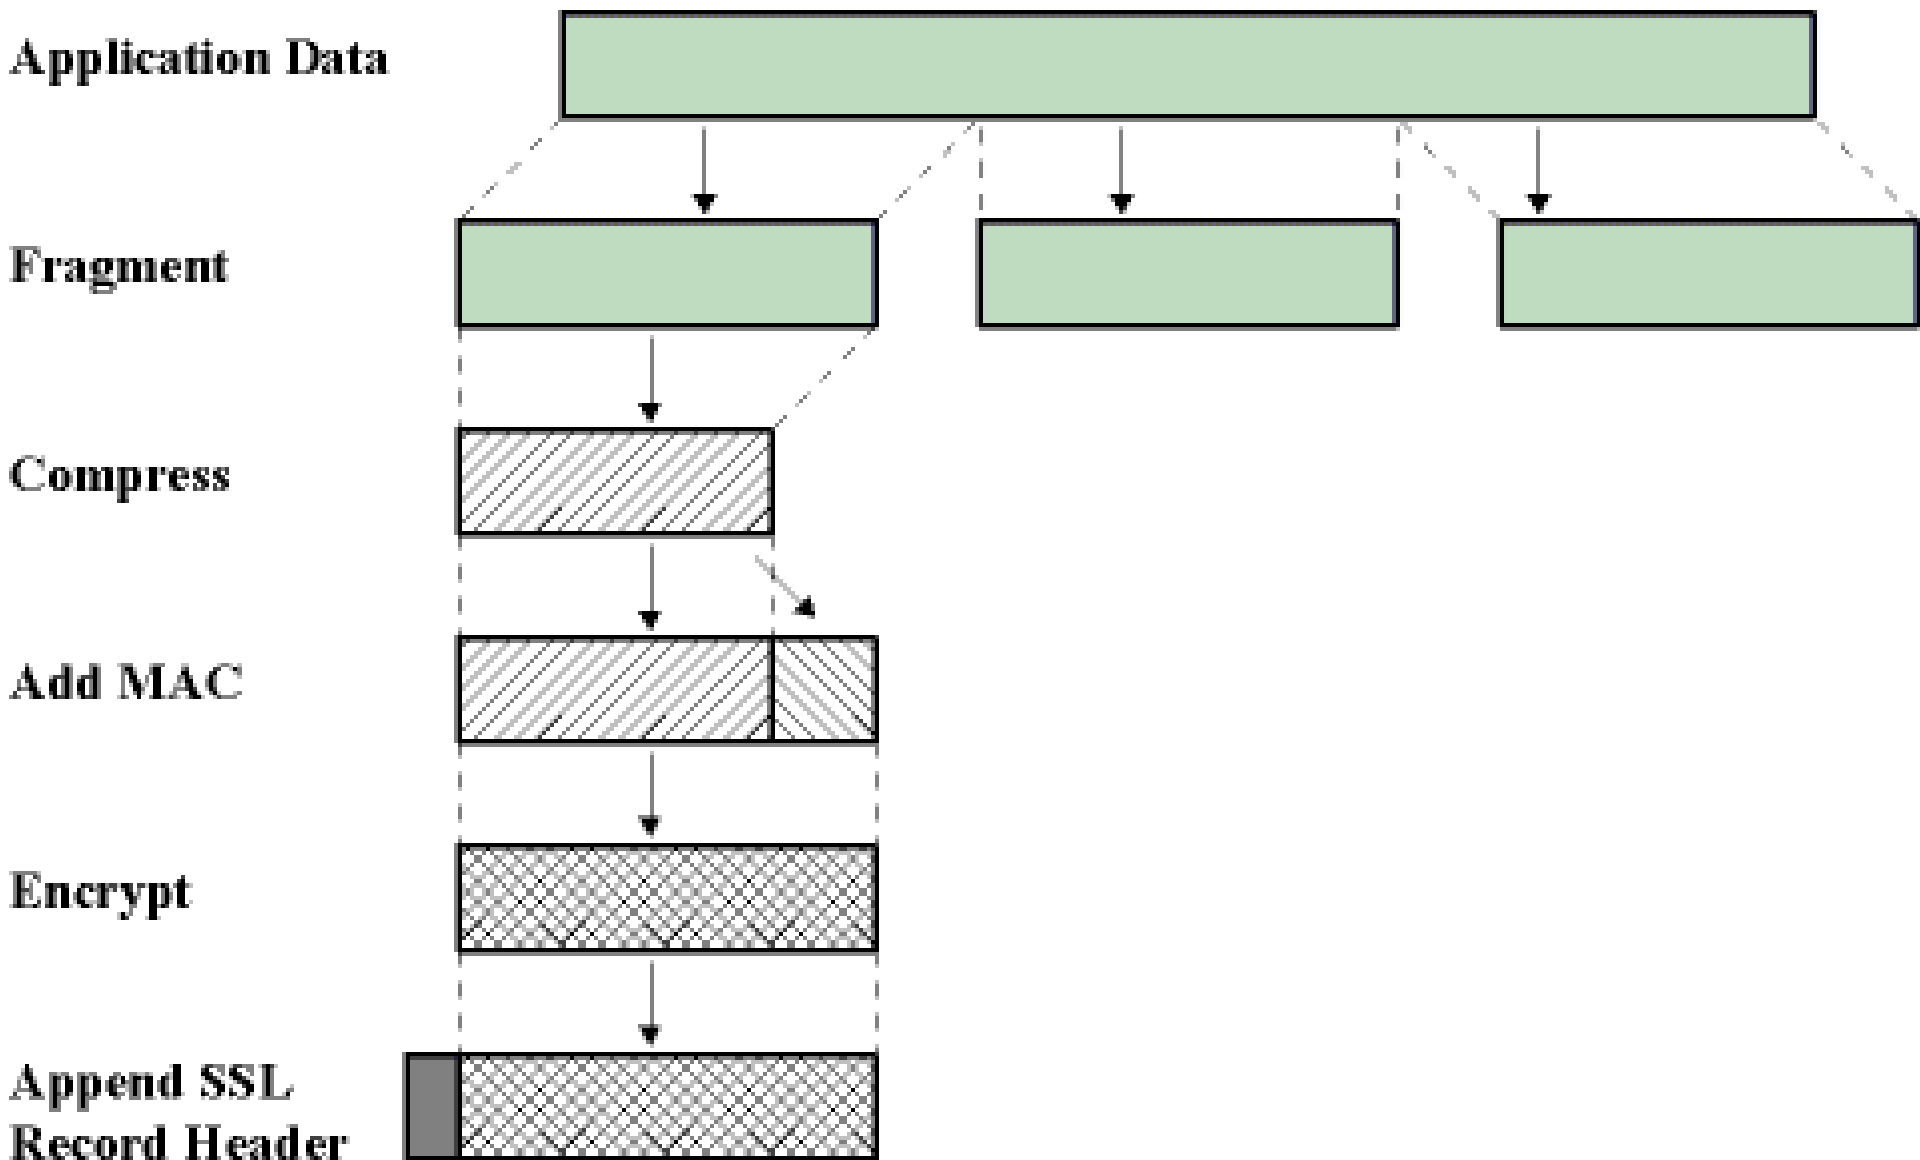 Application Data
Fragment
Compress
Add MAC
Encrypt
Append SSL
Record Header